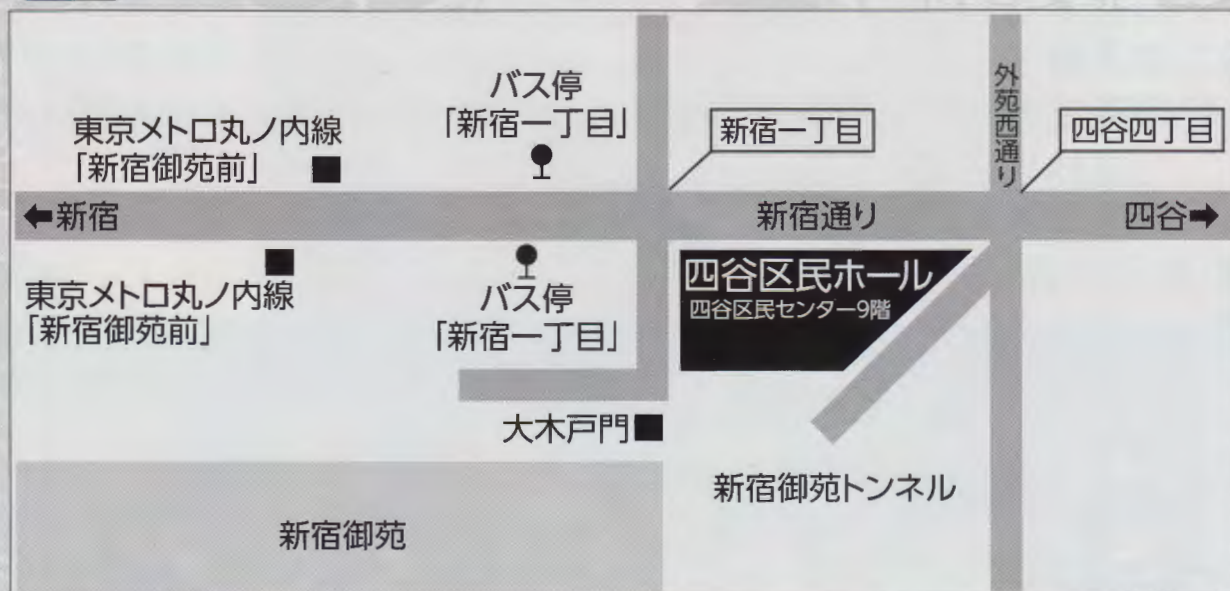 東京メトロ丸ノ内線
「新宿御苑前」
バス停
「新宿一丁目」
新宿一丁目
外苑西通り
四谷四丁目
←新宿
新宿通り
四谷→
東京メトロ丸ノ内線
「新宿御苑前」
バス停
「新宿一丁目」
四谷区民ホール
四谷区民センター9階
大木戸門
新宿御苑トンネル
新宿御苑